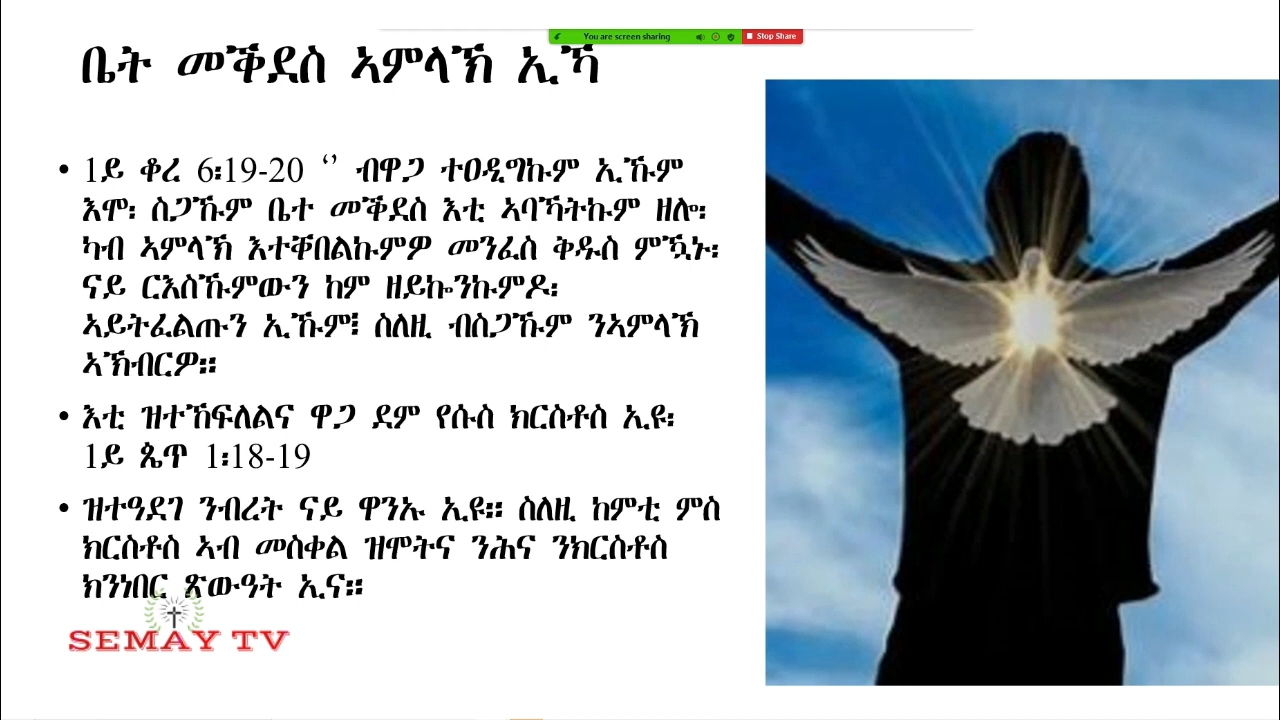 You are screen sharing
Stop Share
ቤት መቕደስ ኣምላኽ ኢኻ
• 1ይ ቆረ 6፡19-20 ‘’ ብዋጋ ተዐዲግኩም ኢኹም
እሞ፡ ስጋኹም ቤተ መቕደስ እቲ ኣባኻትኩም ዘሎ፡
ካብ ኣምላኽ እተቐበልኩምዎ መንፈስ ቅዱስ ምዃኑ፡
ናይ ርእስኹምውን ከም ዘይኰንኩምዶ፡
ኣይትፈልጡን ኢኹም፧ ስለዚ ብስጋኹም ንኣምላኽ
ኣኽብርዎ።
• እቲ ዝተኸፍለልና ዋጋ ደም የሱስ ክርስቶስ ኢዩ፡
1ይ ጴጥ 1፡18-19
• ዝተዓደገ ንብረት ናይ ዋንኡ ኢዩ። ስለዚ ከምቲ ምስ
ክርስቶስ ኣብ መስቀል ዝሞትና ንሕና ንክርስቶስ
ክንነበር ጽውዓት ኢና።
SEMAY TV